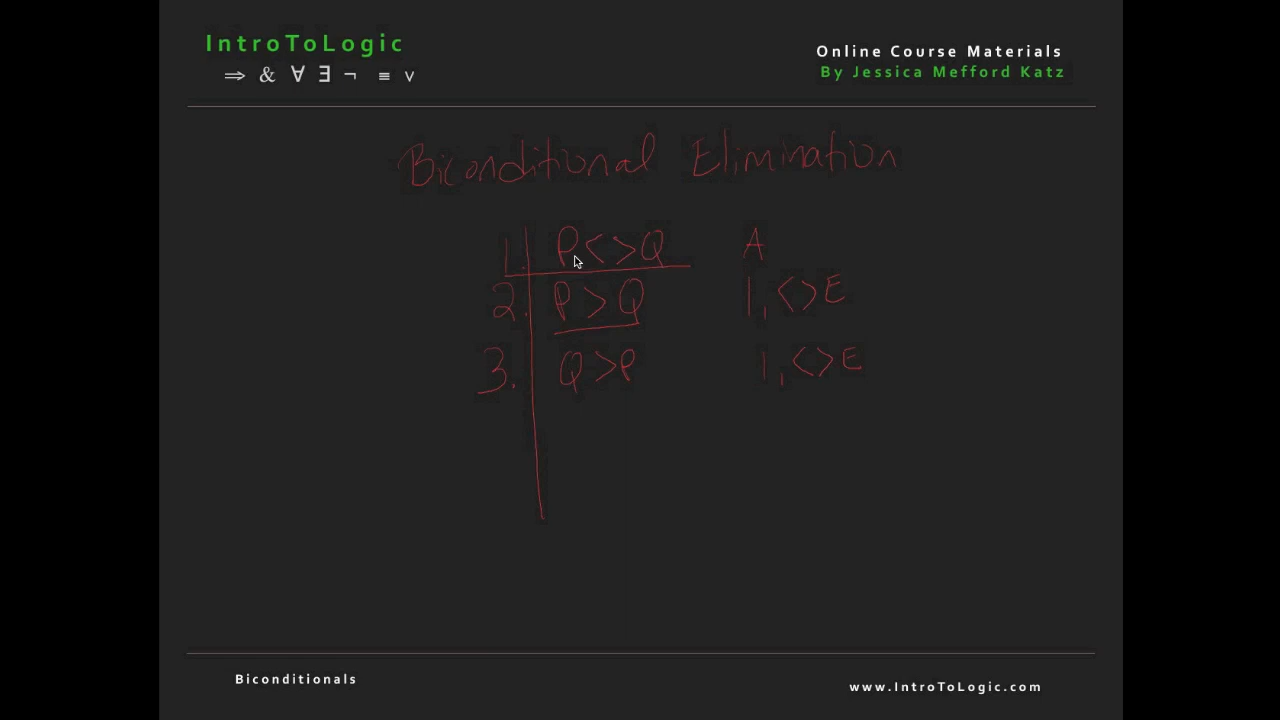 IntroToLogic
⇒ & ∀ ∃ ¬ ≡ ∨
Online Course Materials
By Jessica Mefford Katz
Biconditional Elimination
1. P<>Q A
2. P>Q 1, <>E
3. Q>P 1, <>E
Biconditionals
www.IntroToLogic.com